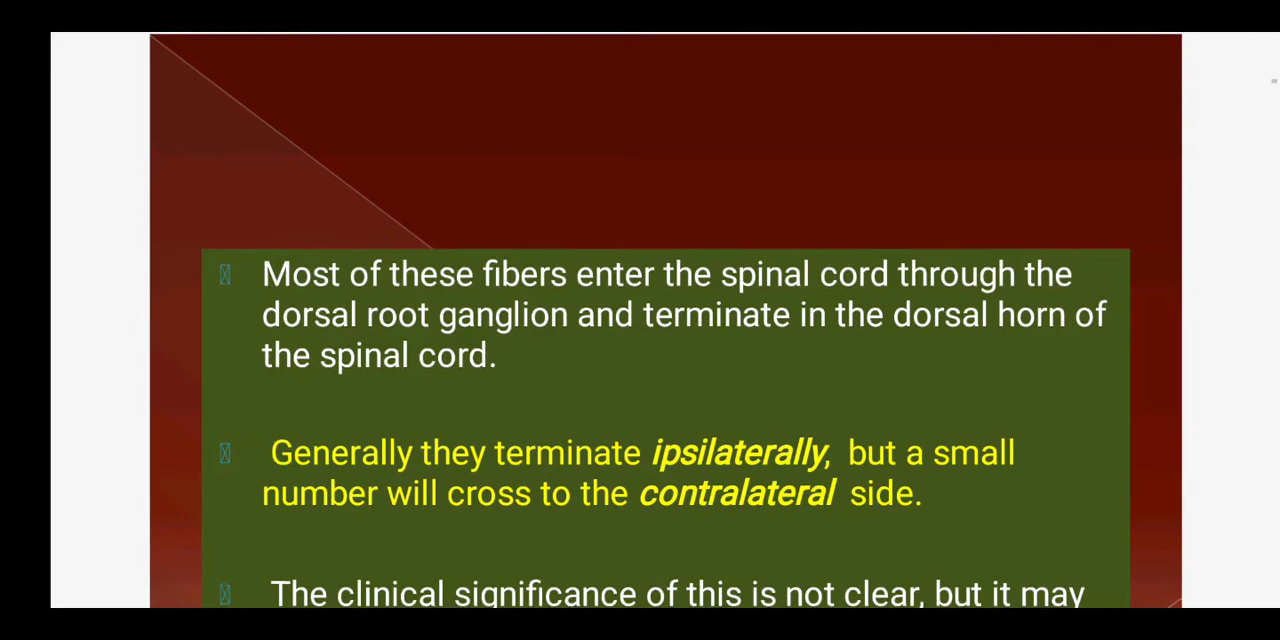 Most of these fibers enter the spinal cord through the
dorsal root ganglion and terminate in the dorsal horn of
the spinal cord.
Generally they terminate ipsilaterally, but a small
number will cross to the contralateral side.
The clinical significance of this is not clear, but it may